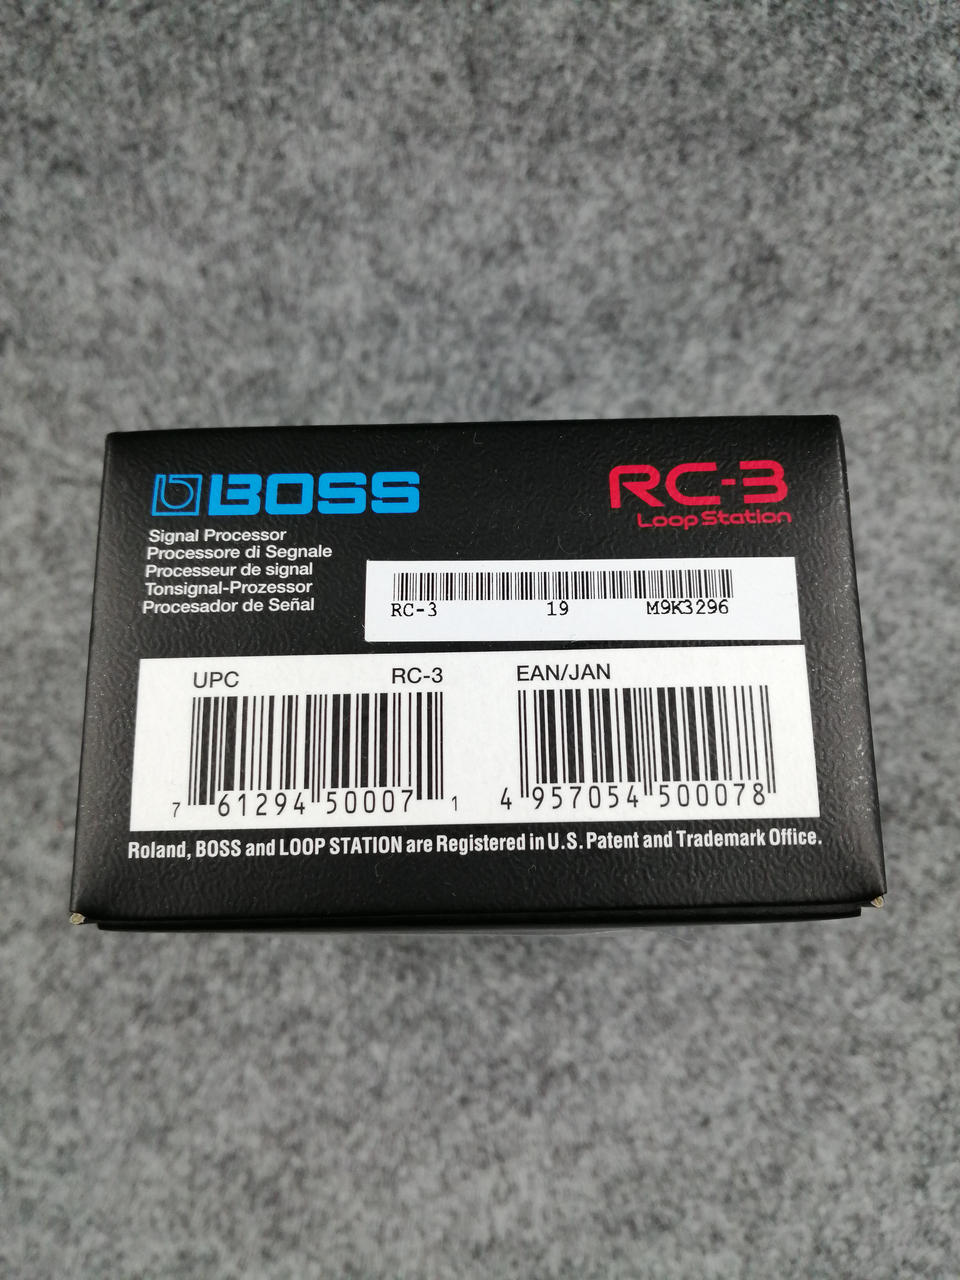 BOSS
RC-3
Loop Station
Signal Processor
Processore di Segnale
Processeur de signal
Tonsignal-Prozessor
Procesador de Señal
RC-3 19 M9K3296
UPC RC-3 EAN/JAN
7 61294 50007 1 4 957054 500078
Roland, BOSS and LOOP STATION are Registered in U.S. Patent and Trademark Office.